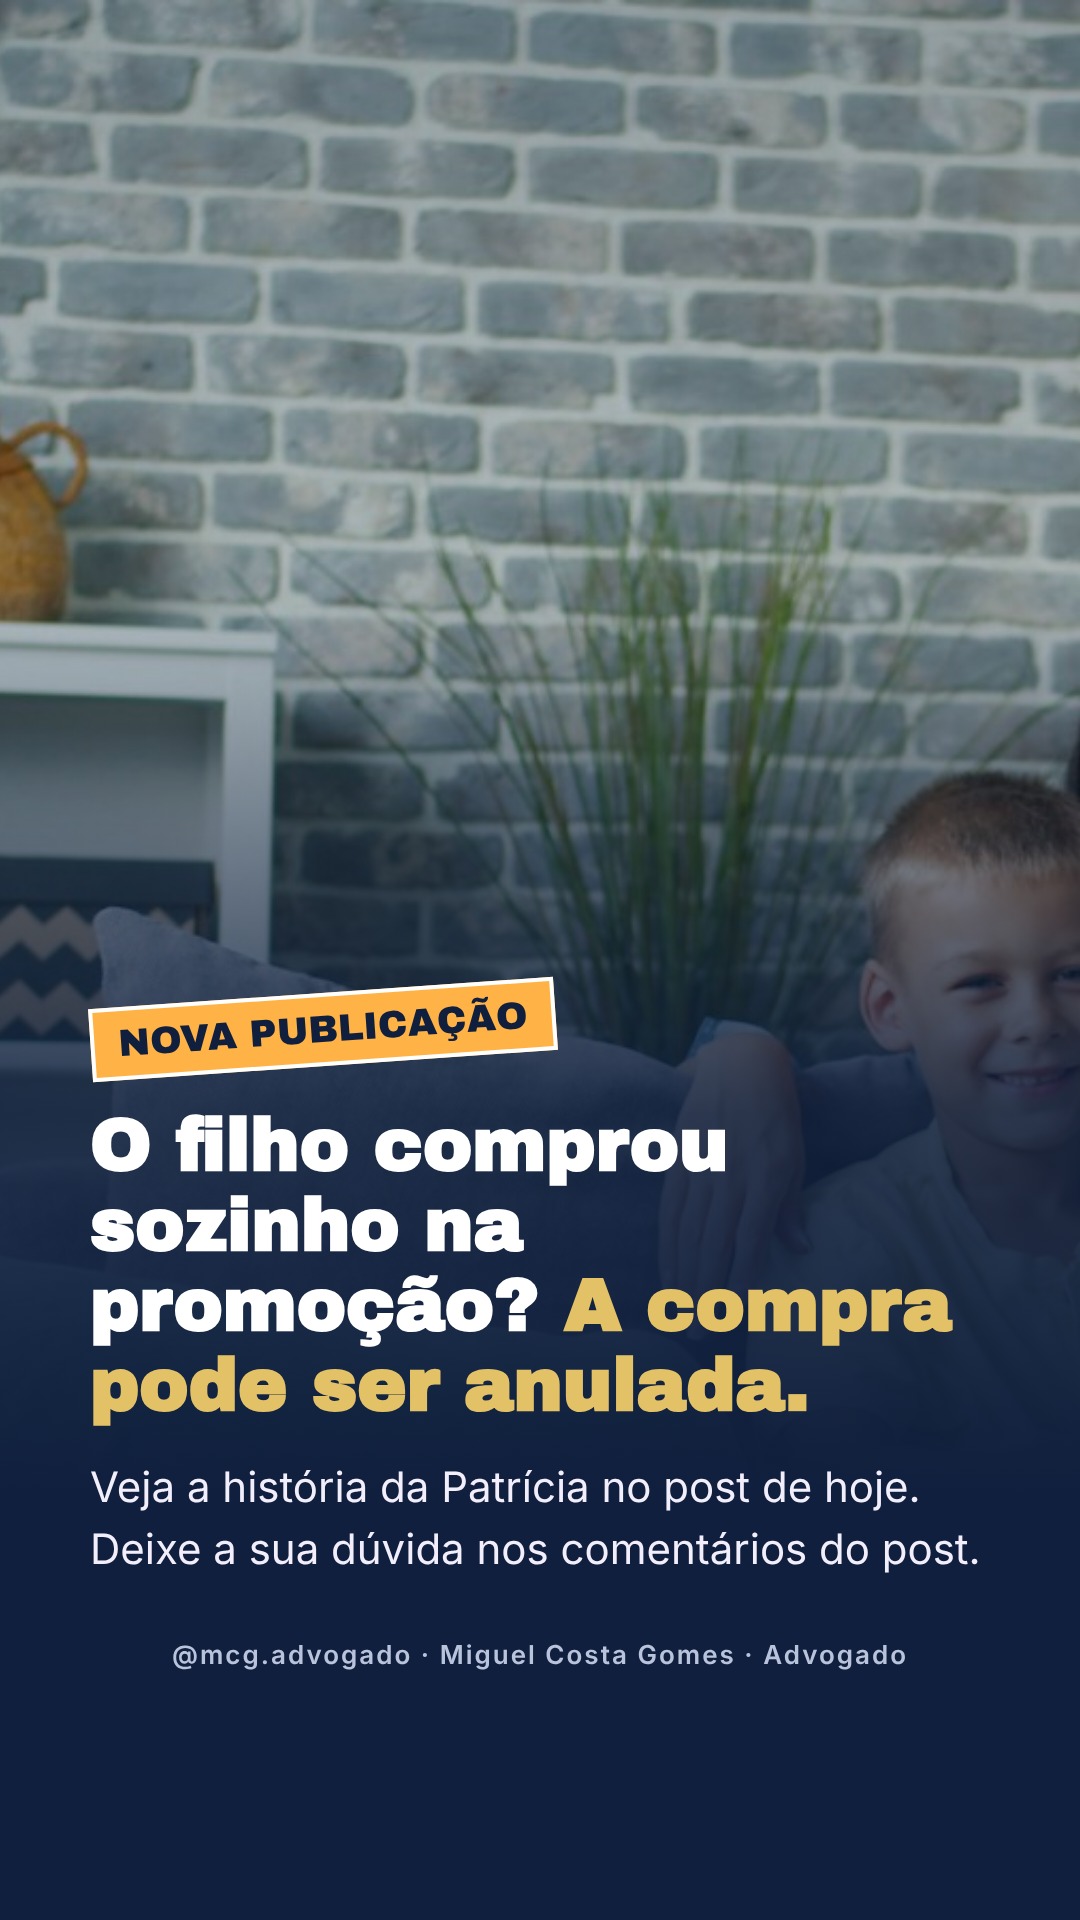 NOVA PUBLICAÇÃO
O filho comprou
sozinho na
promoção? A compra
pode ser anulada.
Veja a história da Patrícia no post de hoje.
Deixe a sua dúvida nos comentários do post.
@mcg.advogado · Miguel Costa Gomes · Advogado